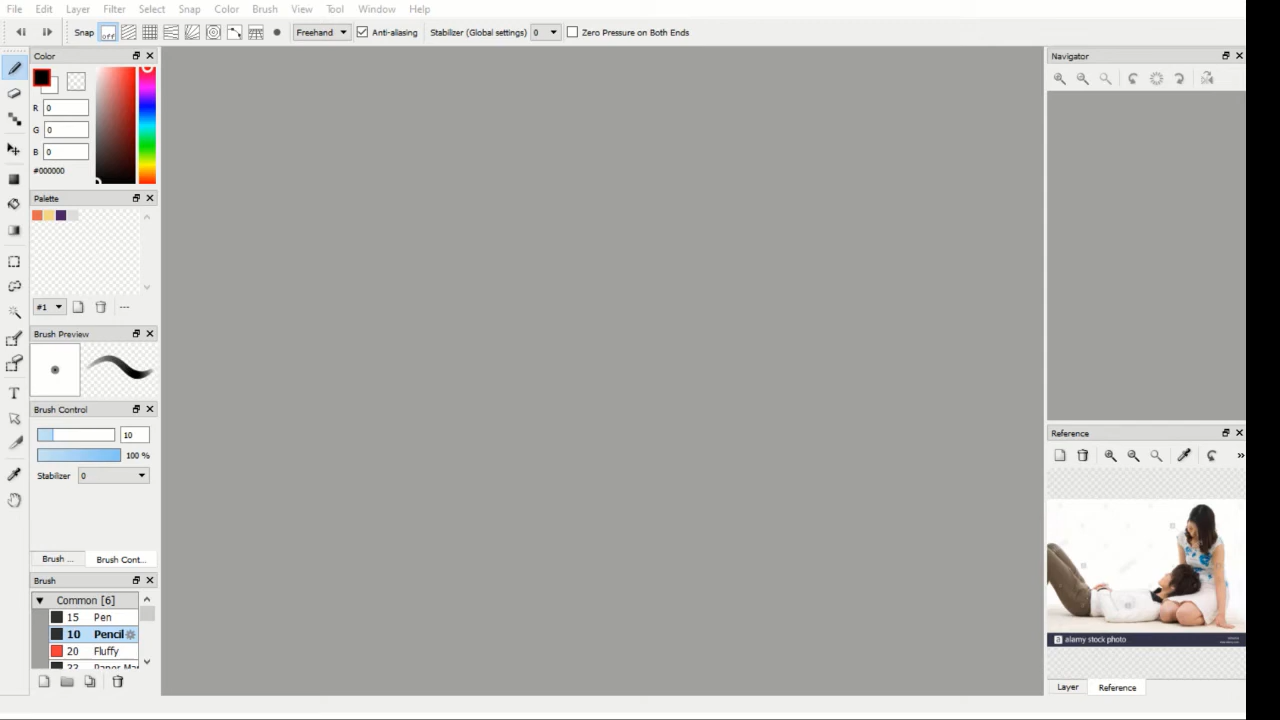 File Edit Layer Filter Select Snap Color Brush View Tool Window Help
Snap off Freehand Anti-aliasing Stabilizer (Global settings) 0 Zero Pressure on Both Ends
Color
R 0
G 0
B 0
#000000
Palette
#1 ---
Brush Preview
Brush Control
10
100 %
Stabilizer 0
Brush ... Brush Cont...
Brush
Common [6]
15 Pen
10 Pencil
20 Fluffy
Navigator
Reference
»
a alamy stock photo
Layer Reference